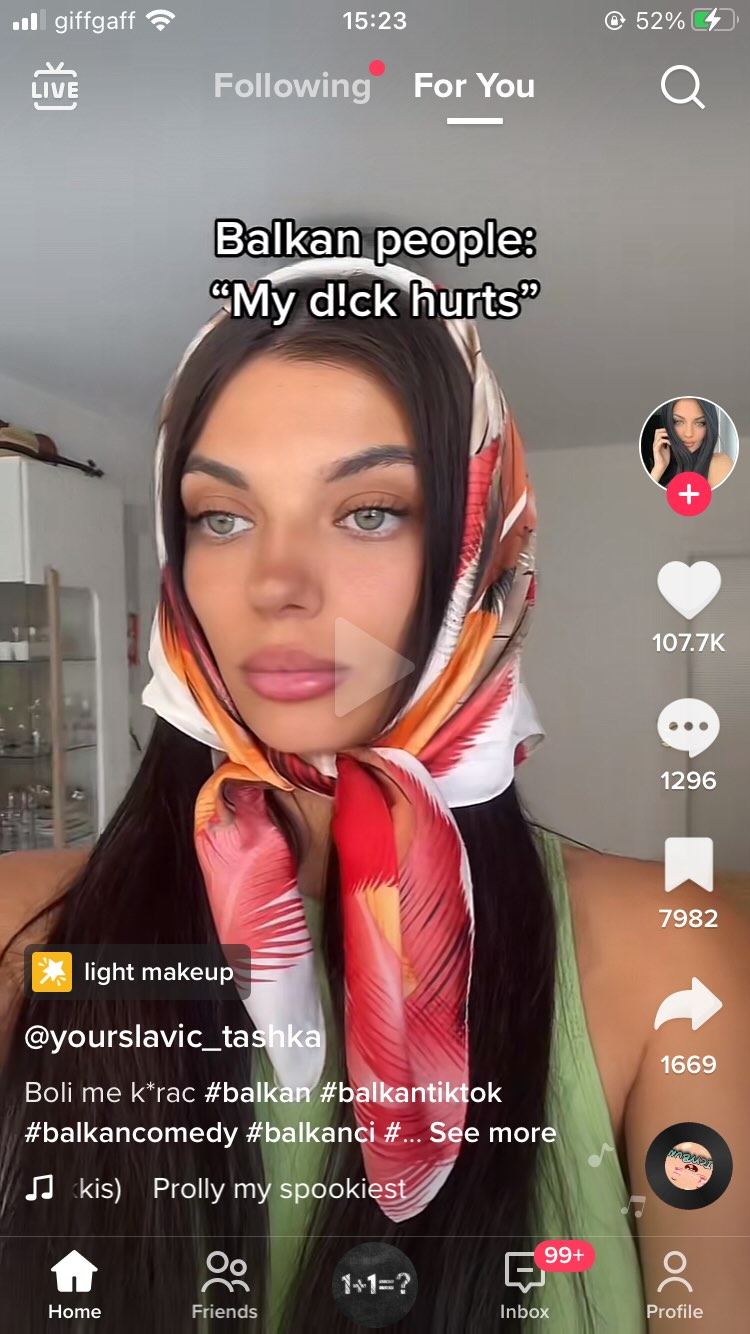 giffgaff
15:23
52%
LIVE
Following
For You
Balkan people:
“My d!ck hurts”
107.7K
1296
7982
1669
light makeup
@yourslavic_tashka
Boli me k*rac #balkan #balkantiktok
#balkancomedy #balkanci #... See more
kis) Prolly my spookiest
1+1=?
99+
Home
Friends
Inbox
Profile